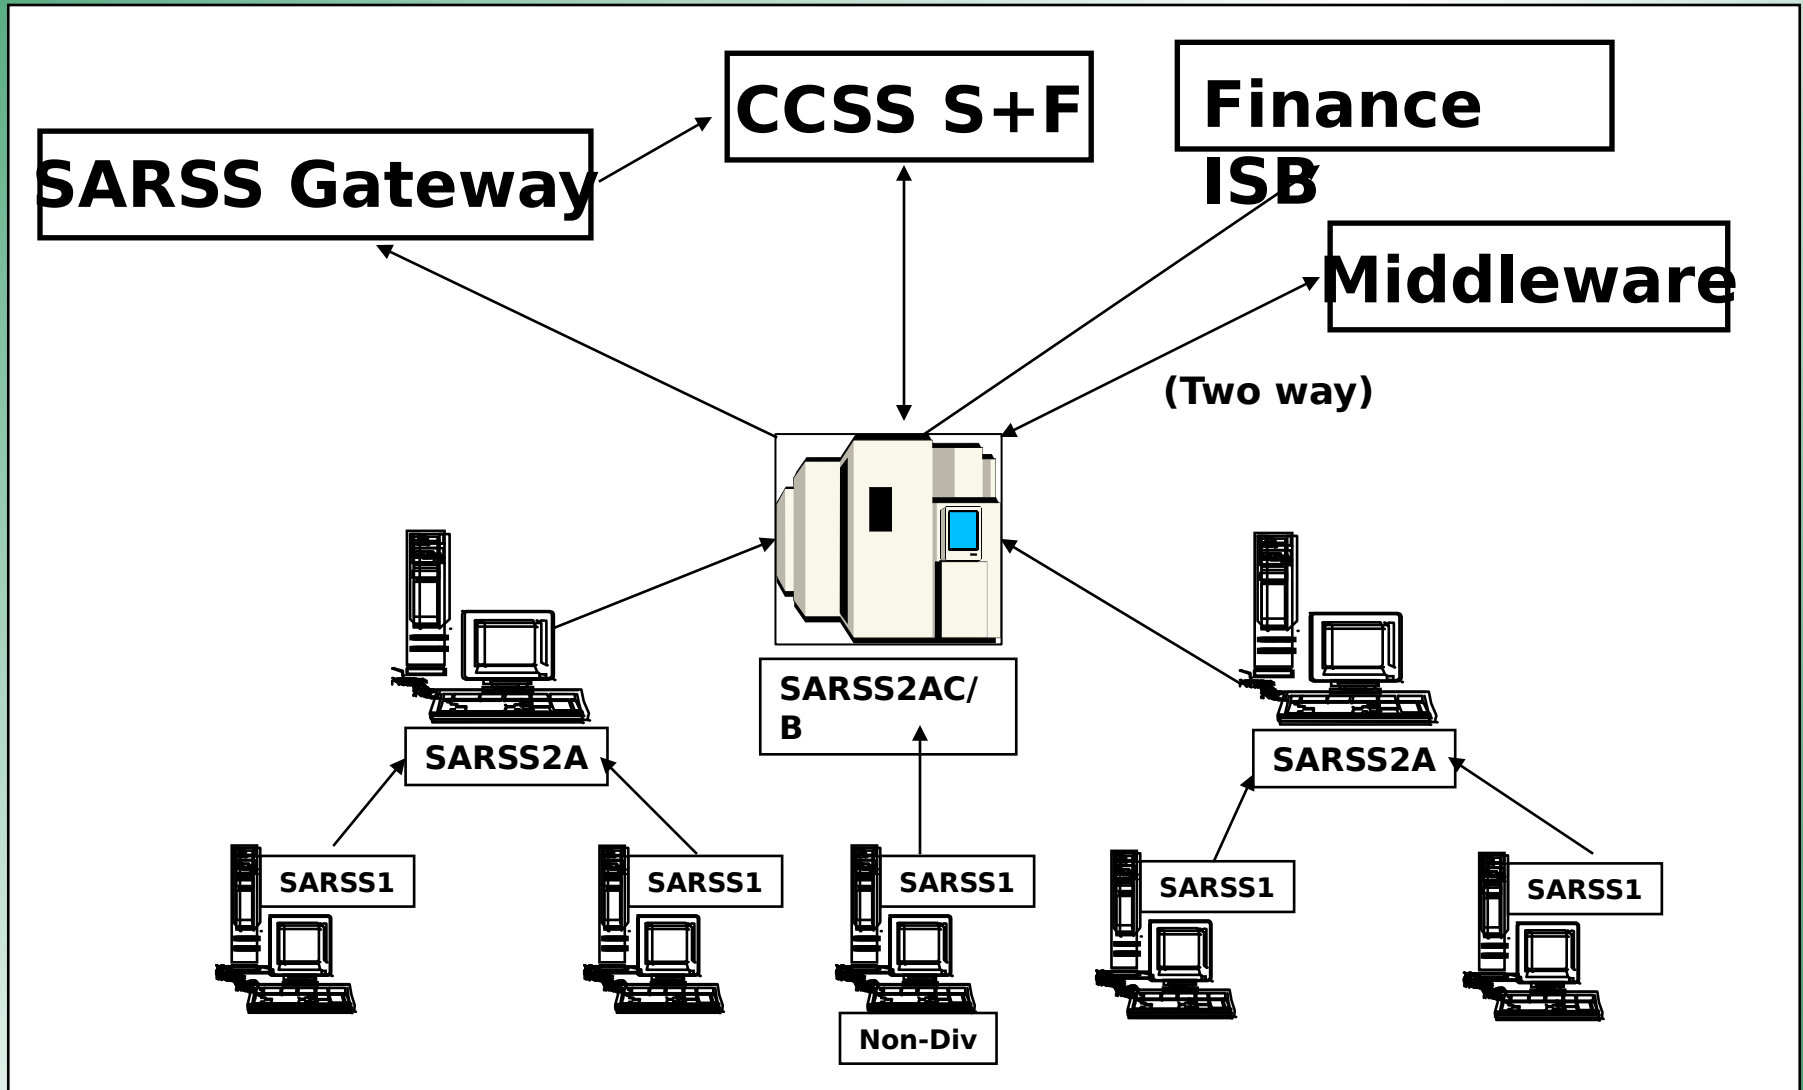 CCSS S+F
Finance
ISB
SARSS Gateway
Middleware
(Two way)
SARSS2AC/
B
SARSS2A
SARSS2A
SARSS1
SARSS1
SARSS1
SARSS1
SARSS1
Non-Div